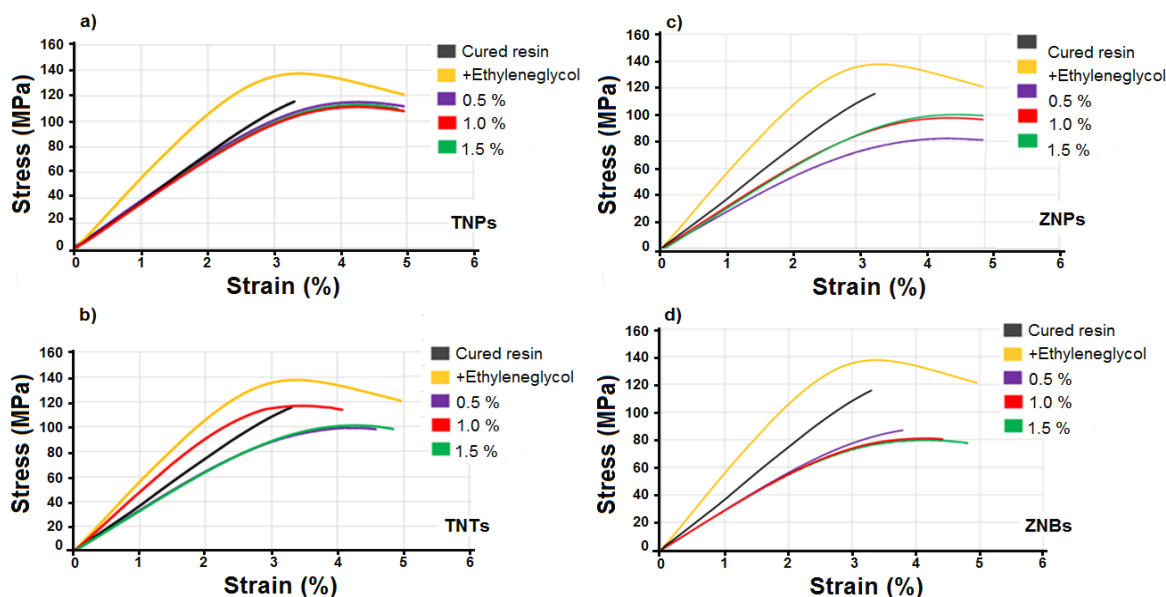 a)
160
140
120
100
80
60
40
20
0
Stress (MPa)
0 1 2 3 4 5 6
Strain (%)
Cured resin
+Ethyleneglycol
0.5 %
1.0 %
1.5 %
TNPs
c)
160
140
120
100
80
60
40
20
0
Stress (MPa)
0 1 2 3 4 5 6
Strain (%)
Cured resin
+Ethyleneglycol
0.5 %
1.0 %
1.5 %
ZNPs
b)
160
140
120
100
80
60
40
20
0
Stress (MPa)
0 1 2 3 4 5 6
Strain (%)
Cured resin
+Ethyleneglycol
0.5 %
1.0 %
1.5 %
TNTs
d)
160
140
120
100
80
60
40
20
0
Stress (MPa)
0 1 2 3 4 5 6
Strain (%)
Cured resin
+Ethyleneglycol
0.5 %
1.0 %
1.5 %
ZNBs